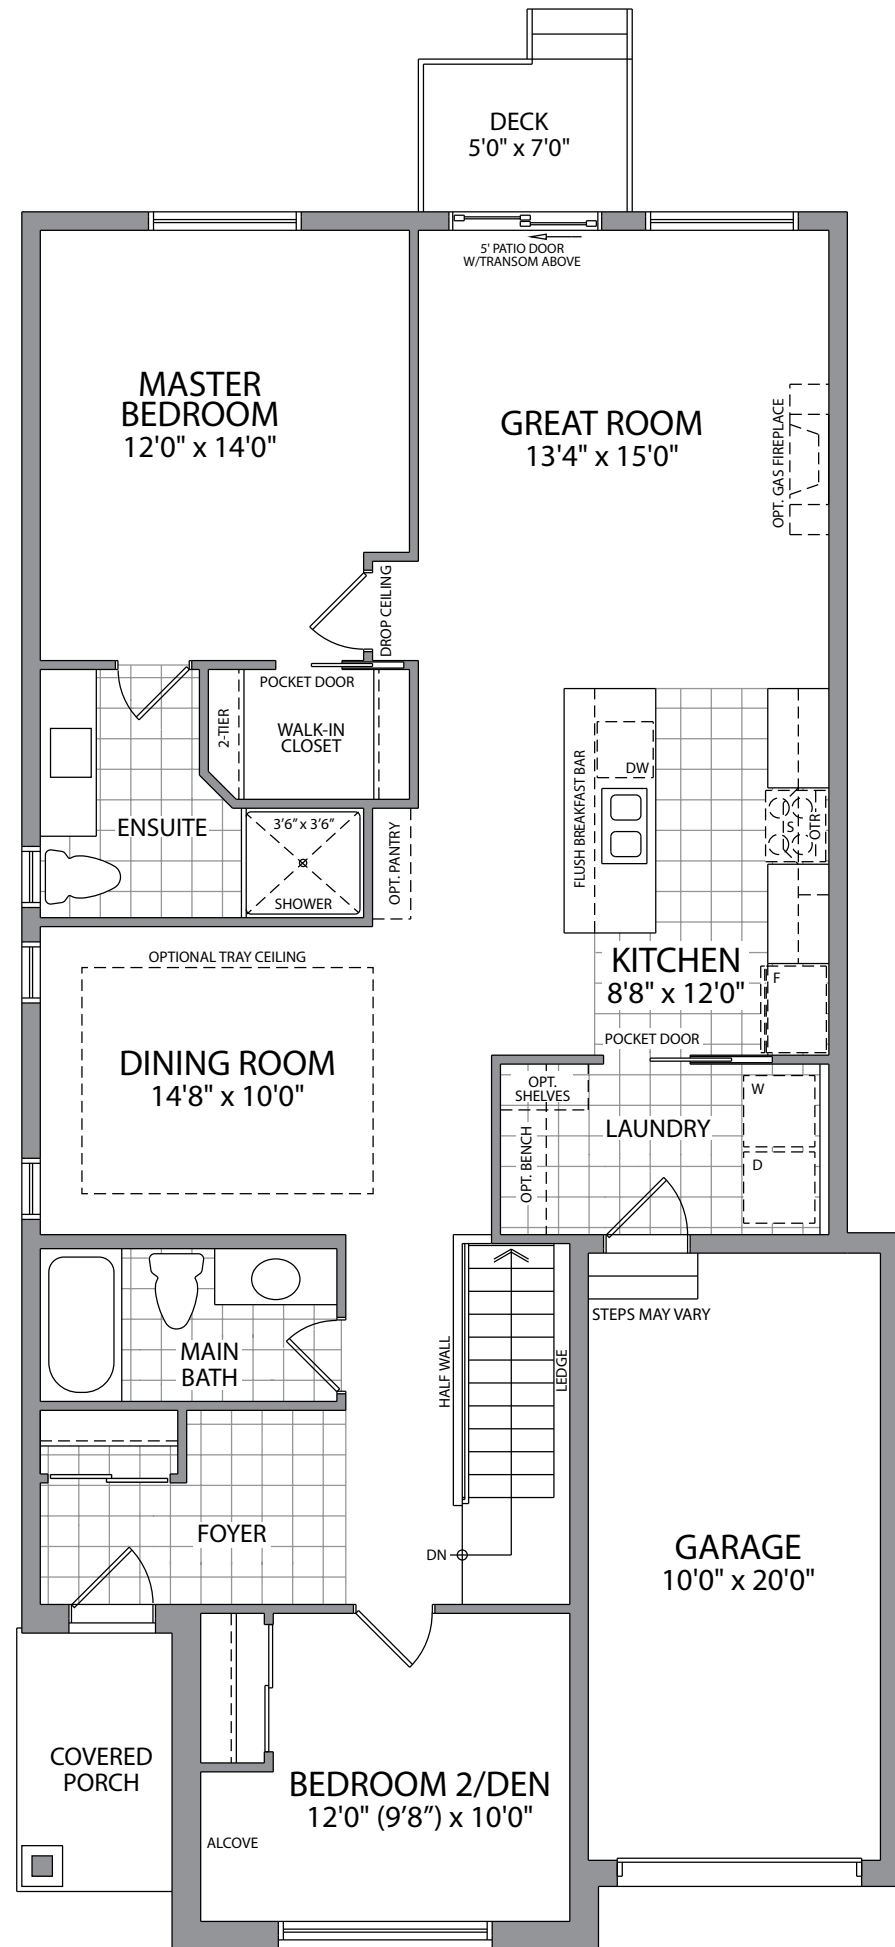 DECK
5'0" x 7'0"
5' PATIO DOOR
W/TRANSOM ABOVE
MASTER
BEDROOM
12'0" x 14'0"
GREAT ROOM
13'4" x 15'0"
OPT. GAS FIREPLACE
DROP CEILING
POCKET DOOR
2-TIER
WALK-IN
CLOSET
FLUSH BREAKFAST BAR
DW
S
OTR
ENSUITE
3'6" x 3'6"
SHOWER
OPT. PANTRY
KITCHEN
8'8" x 12'0"
F
OPTIONAL TRAY CEILING
DINING ROOM
14'8" x 10'0"
POCKET DOOR
OPT.
SHELVES
OPT. BENCH
LAUNDRY
W
D
STEPS MAY VARY
MAIN
BATH
HALF WALL
LEDGE
FOYER
DN
GARAGE
10'0" x 20'0"
COVERED
PORCH
BEDROOM 2/DEN
12'0" (9'8") x 10'0"
ALCOVE